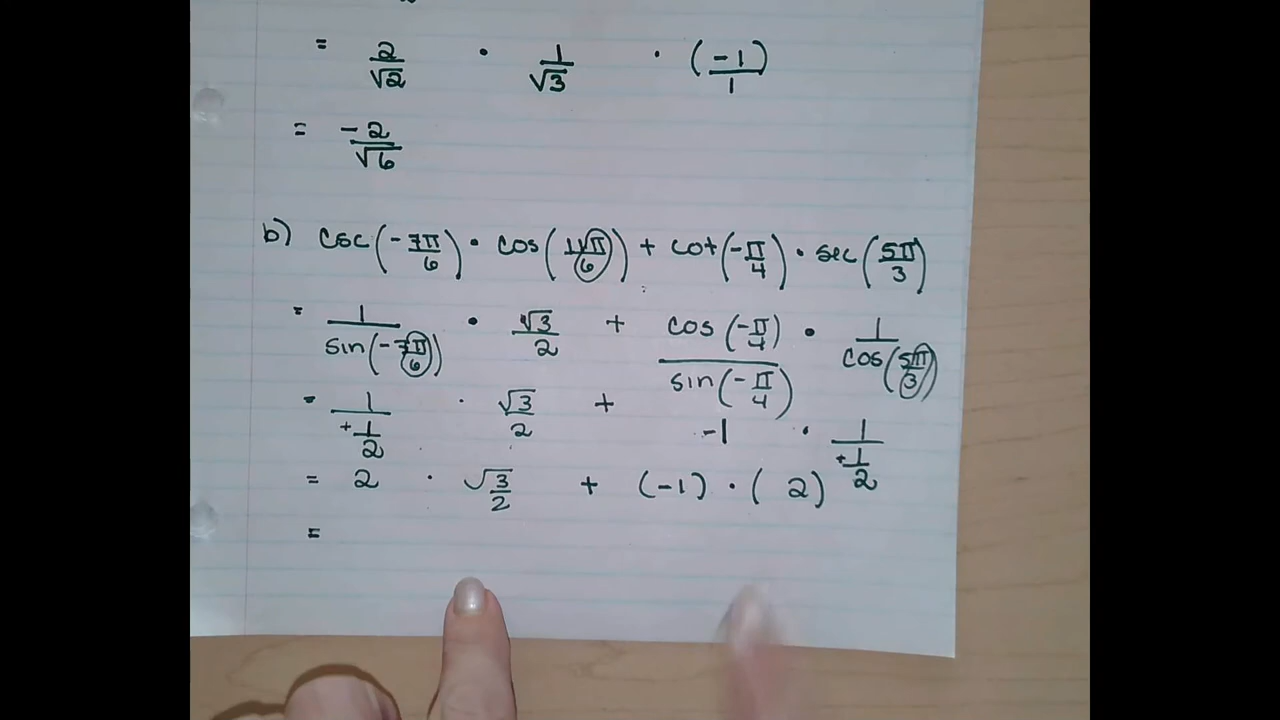 = 2/√2 · 1/√3 · (-1)/1
= -2/√6
b) csc(-7π/6) · cos(11π/6) + cot(-π/4) · sec(5π/3)
= 1/sin(-7π/6) · √3/2 + cos(-π/4)/sin(-π/4) · 1/cos(5π/3)
= 1/(+1/2) · √3/2 + -1 · 1/(+1/2)
= 2 · √(3/2) + (-1) · (2)
=